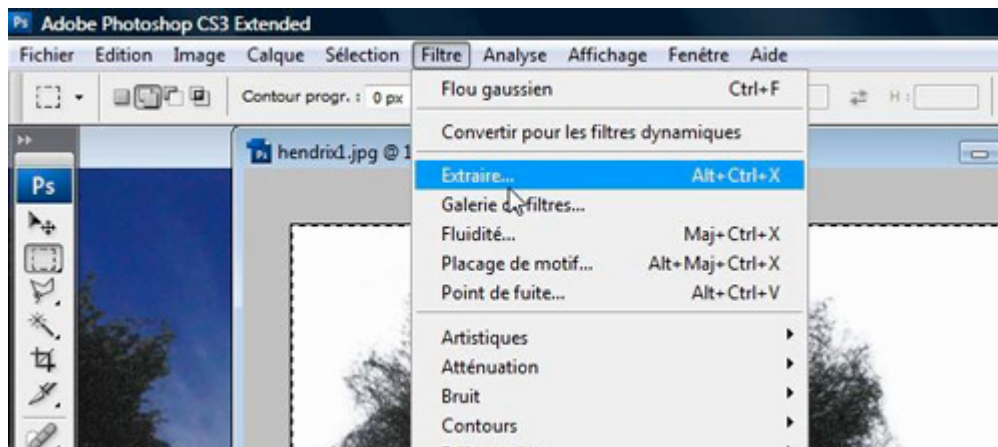 Ps Adobe Photoshop CS3 Extended
Fichier Edition Image Calque Sélection Filtre Analyse Affichage Fenêtre Aide
Contour progr. : 0 px H :
Flou gaussien Ctrl+F
Convertir pour les filtres dynamiques
hendrix1.jpg @ 1
Extraire... Alt+Ctrl+X
Ps
Galerie de filtres...
Fluidité... Maj+Ctrl+X
Placage de motif... Alt+Maj+Ctrl+X
Point de fuite... Alt+Ctrl+V
Artistiques
Atténuation
Bruit
Contours